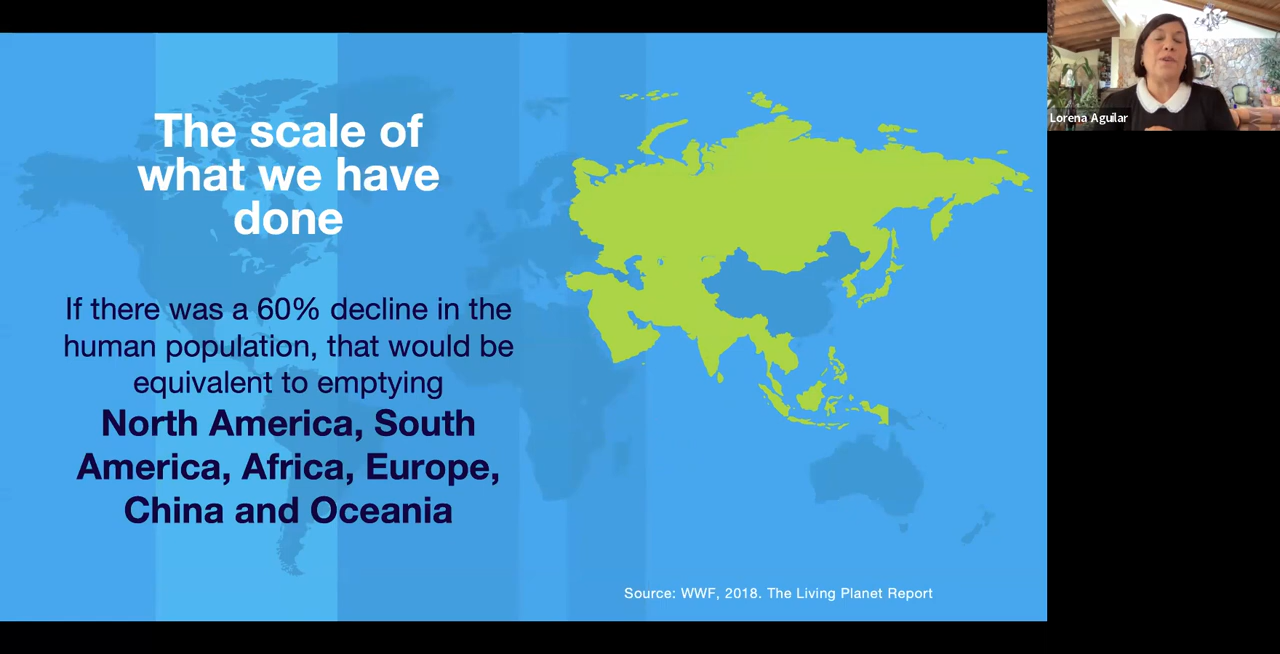 The scale of
what we have
done
If there was a 60% decline in the
human population, that would be
equivalent to emptying
North America, South
America, Africa, Europe,
China and Oceania
Source: WWF, 2018. The Living Planet Report
Lorena Aguilar